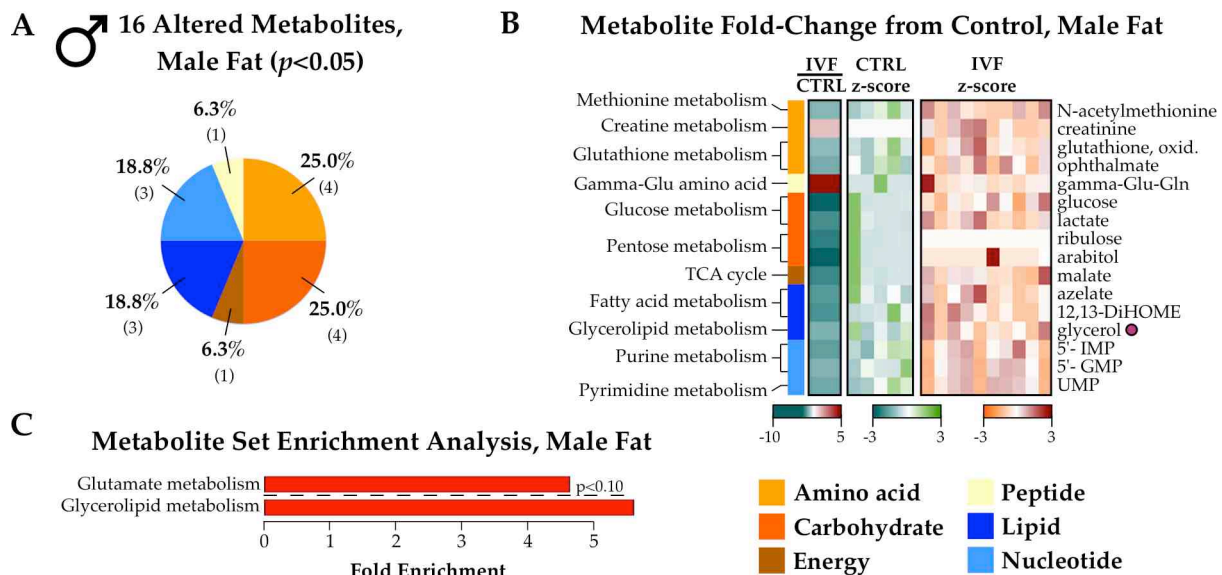 A
♂ 16 Altered Metabolites,
Male Fat (p<0.05)
6.3%
(1)
18.8%
(3)
25.0%
(4)
18.8%
(3)
25.0%
(4)
6.3%
(1)
B
Metabolite Fold-Change from Control, Male Fat
IVF
CTRL
CTRL
z-score
IVF
z-score
Methionine metabolism
Creatine metabolism
Glutathione metabolism
Gamma-Glu amino acid
Glucose metabolism
Pentose metabolism
TCA cycle
Fatty acid metabolism
Glycerolipid metabolism
Purine metabolism
Pyrimidine metabolism
N-acetylmethionine
creatinine
glutathione, oxid.
ophthalmate
gamma-Glu-Gln
glucose
lactate
ribulose
arabitol
malate
azelate
12,13-DiHOME
glycerol
5'- IMP
5'- GMP
UMP
-10 5
-3 3
-3 3
C
Metabolite Set Enrichment Analysis, Male Fat
Glutamate metabolism
p<0.10
Glycerolipid metabolism
0 1 2 3 4 5
Fold Enrichment
Amino acid
Carbohydrate
Energy
Peptide
Lipid
Nucleotide